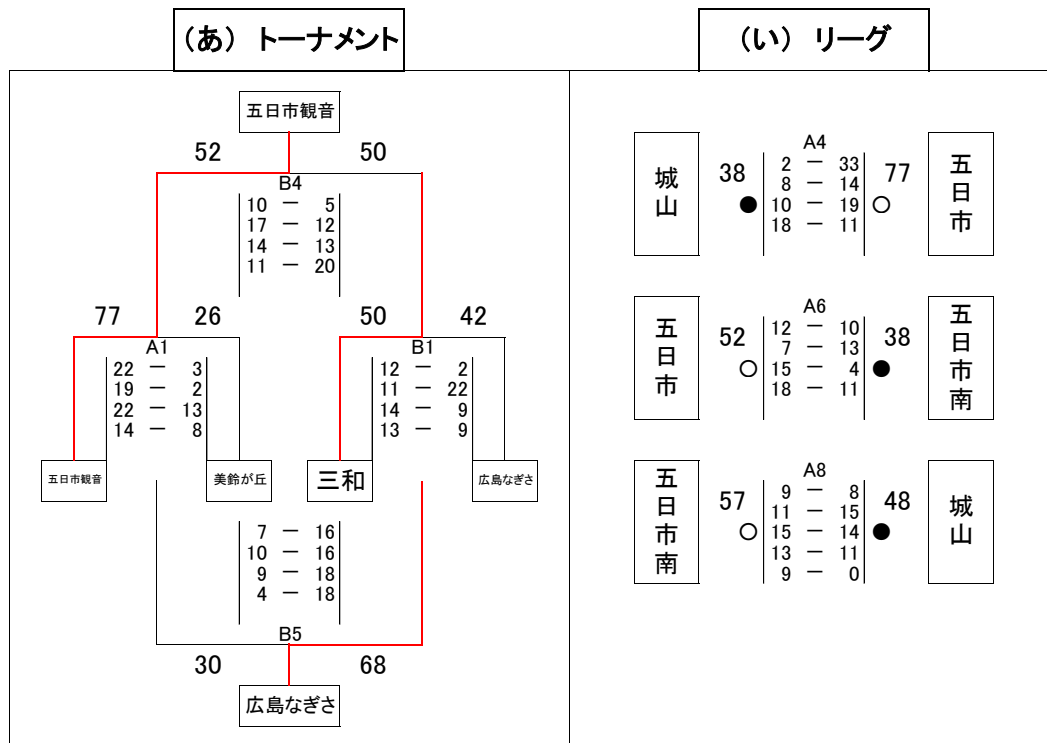 （あ） トーナメント
五日市観音
52 50
B4
10 ー 5
17 ー 12
14 ー 13
11 ー 20
77 26
A1
22 ー 3
19 ー 2
22 ー 13
14 ー 8
50 42
B1
12 ー 2
11 ー 22
14 ー 9
13 ー 9
五日市観音
美鈴が丘
三和
広島なぎさ
7 ー 16
10 ー 16
9 ー 18
4 ー 18
B5
30 68
広島なぎさ
（い） リーグ
城山
38
●
A4
2 ー 33
8 ー 14
10 ー 19
18 ー 11
77
○
五日市
五日市
52
○
A6
12 ー 10
7 ー 13
15 ー 4
18 ー 11
38
●
五日市南
五日市南
57
○
A8
9 ー 8
11 ー 15
15 ー 14
13 ー 11
9 ー 0
48
●
城山